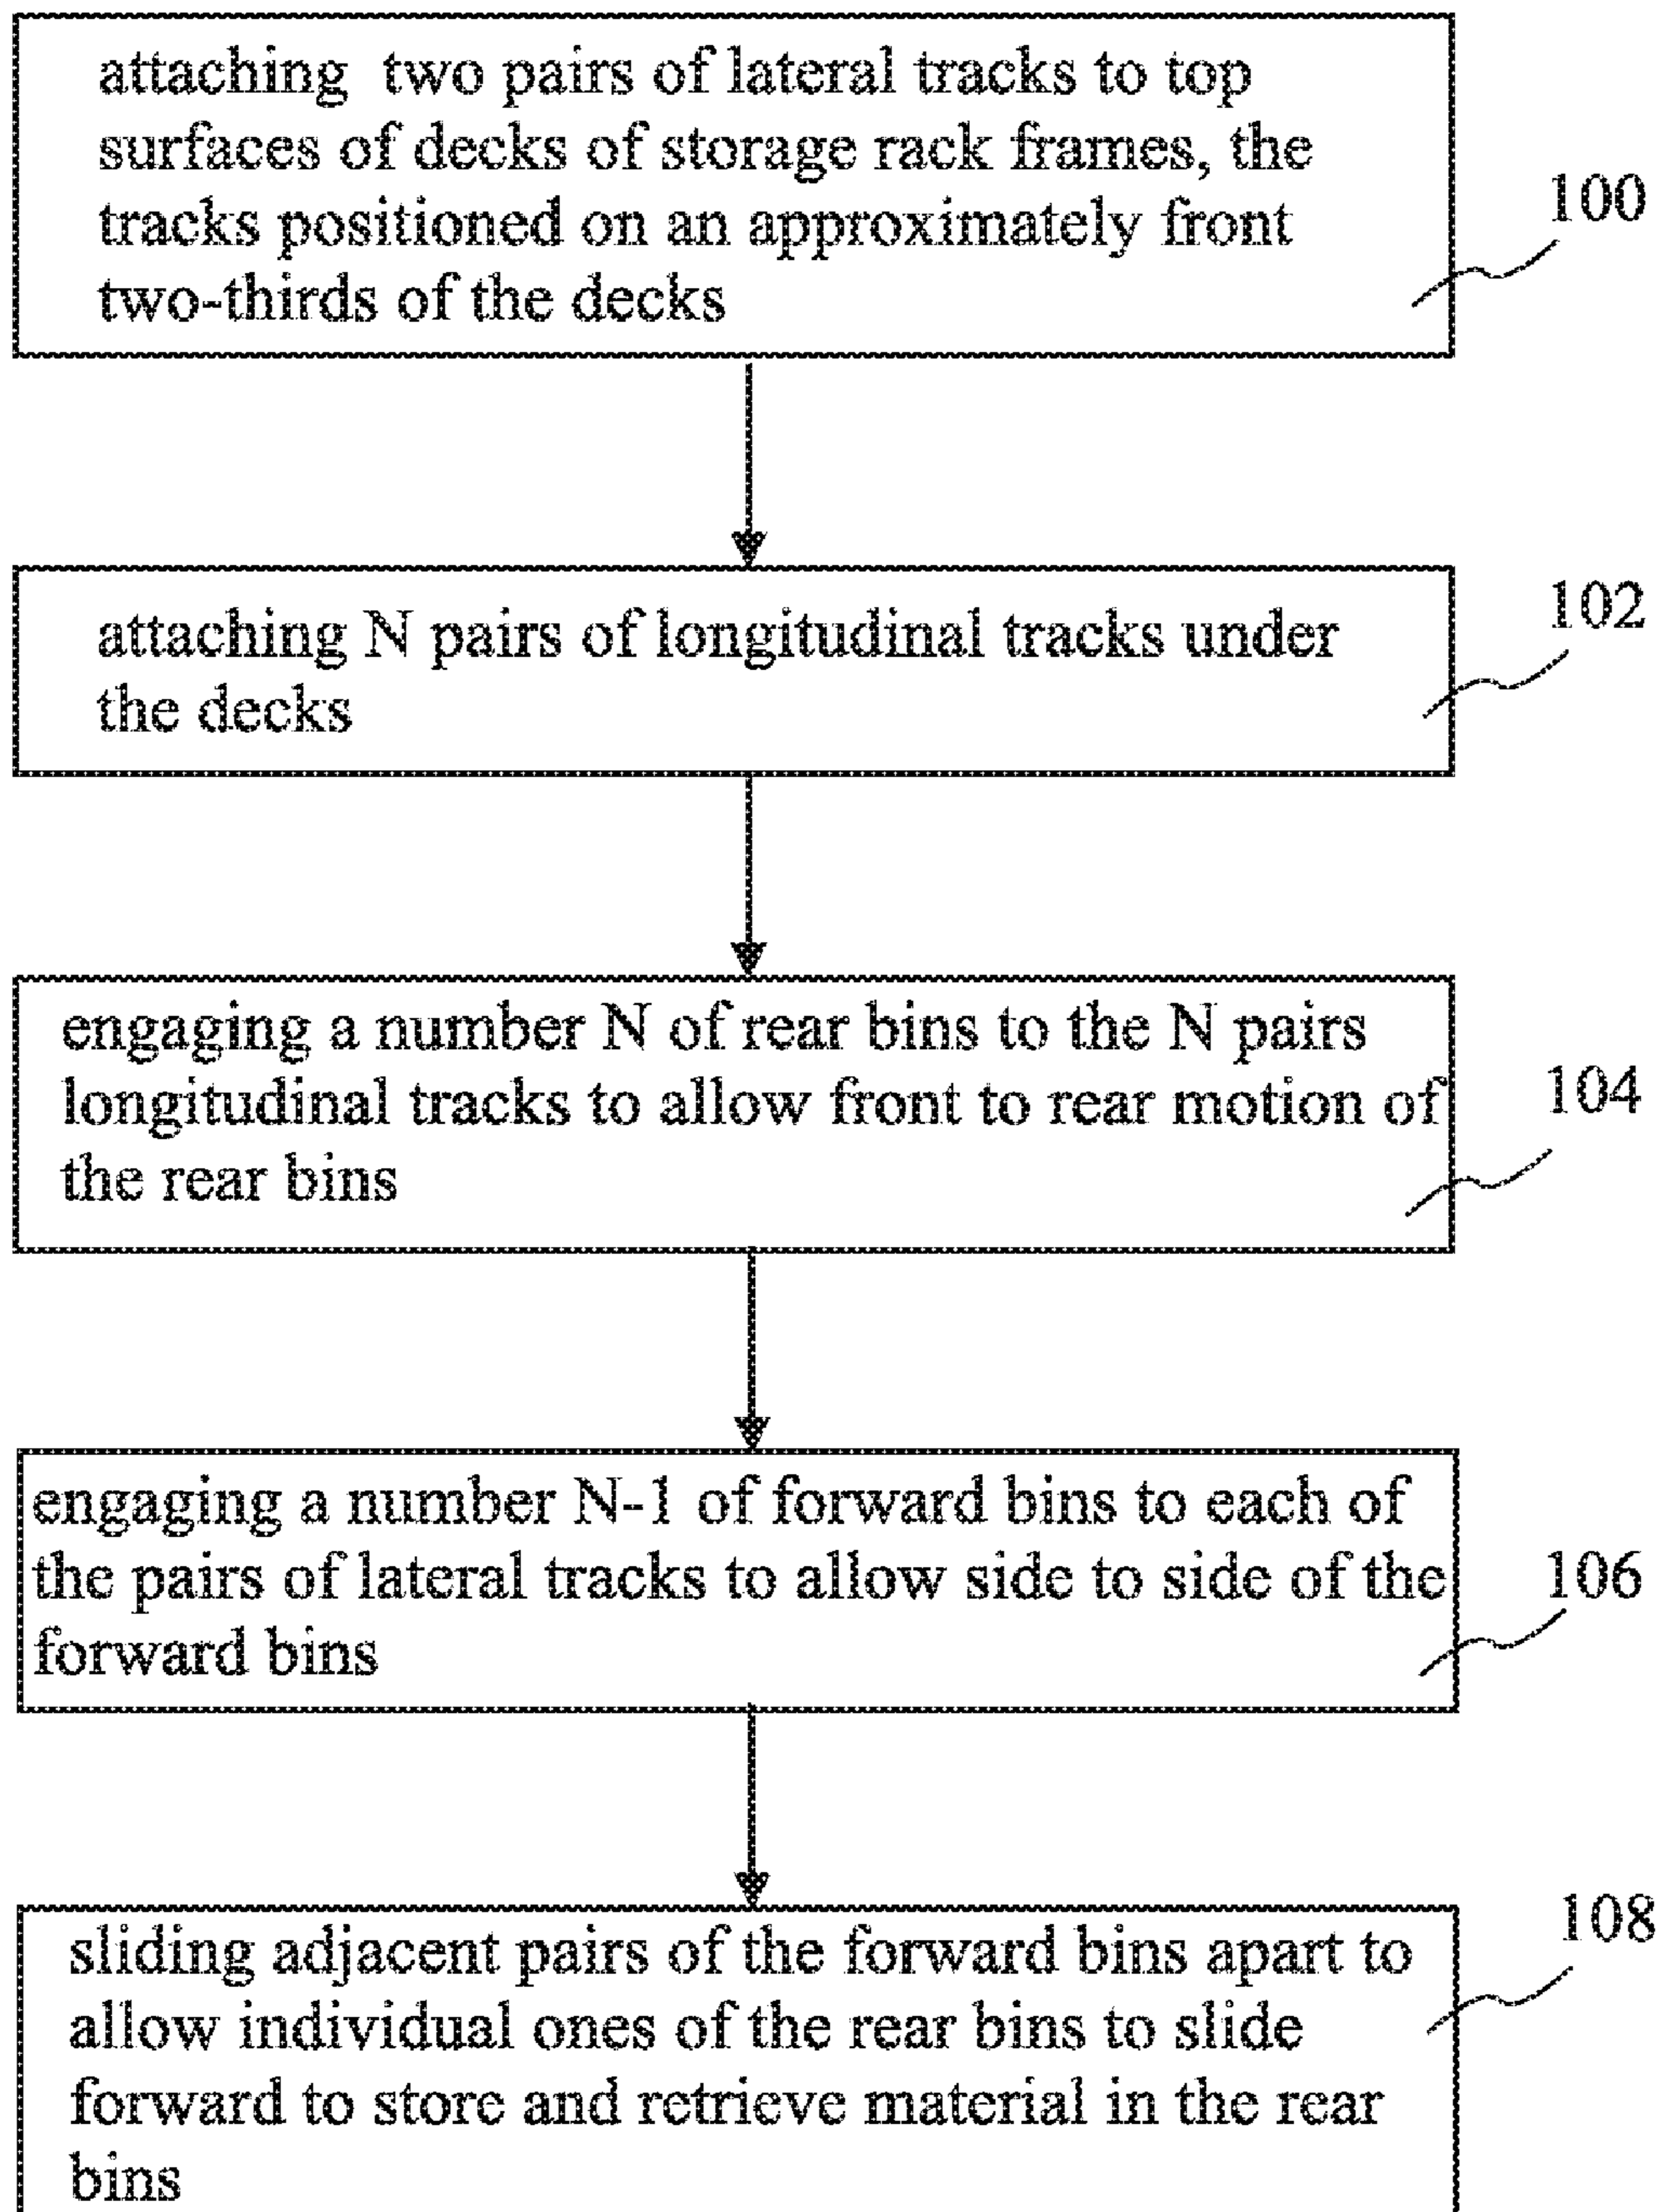 attaching two pairs of lateral tracks to top
surfaces of decks of storage rack frames, the
tracks positioned on an approximately front
two-thirds of the decks
100
attaching N pairs of longitudinal tracks under
the decks
102
engaging a number N of rear bins to the N pairs
longitudinal tracks to allow front to rear motion of
the rear bins
104
engaging a number N-1 of forward bins to each of
the pairs of lateral tracks to allow side to side of the
forward bins
106
sliding adjacent pairs of the forward bins apart to
allow individual ones of the rear bins to slide
forward to store and retrieve material in the rear
bins
108